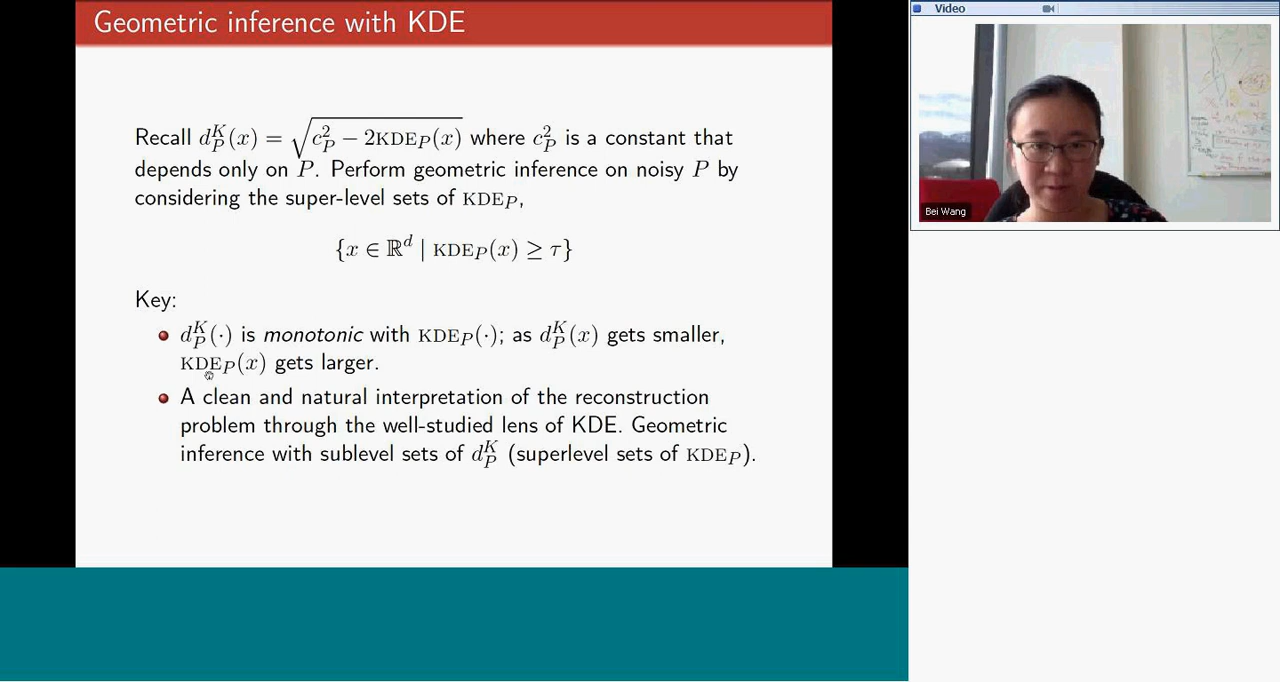 Geometric inference with KDE
Recall d_P^K(x) = √(c_P^2 − 2KDE_P(x)) where c_P^2 is a constant that
depends only on P. Perform geometric inference on noisy P by
considering the super-level sets of KDE_P,
{x ∈ ℝ^d | KDE_P(x) ≥ τ}
Key:
d_P^K(·) is monotonic with KDE_P(·); as d_P^K(x) gets smaller,
KDE_P(x) gets larger.
A clean and natural interpretation of the reconstruction
problem through the well-studied lens of KDE. Geometric
inference with sublevel sets of d_P^K (superlevel sets of KDE_P).
Video
Bei Wang